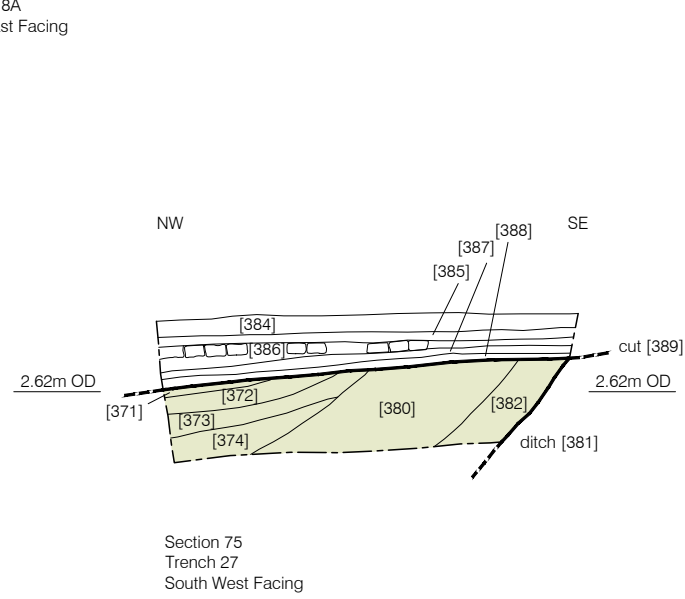 8A
st Facing
NW
SE
[388]
[387]
[385]
[384]
[386]
cut [389]
2.62m OD
2.62m OD
[371]
[372]
[373]
[374]
[380]
[382]
ditch [381]
Section 75
Trench 27
South West Facing